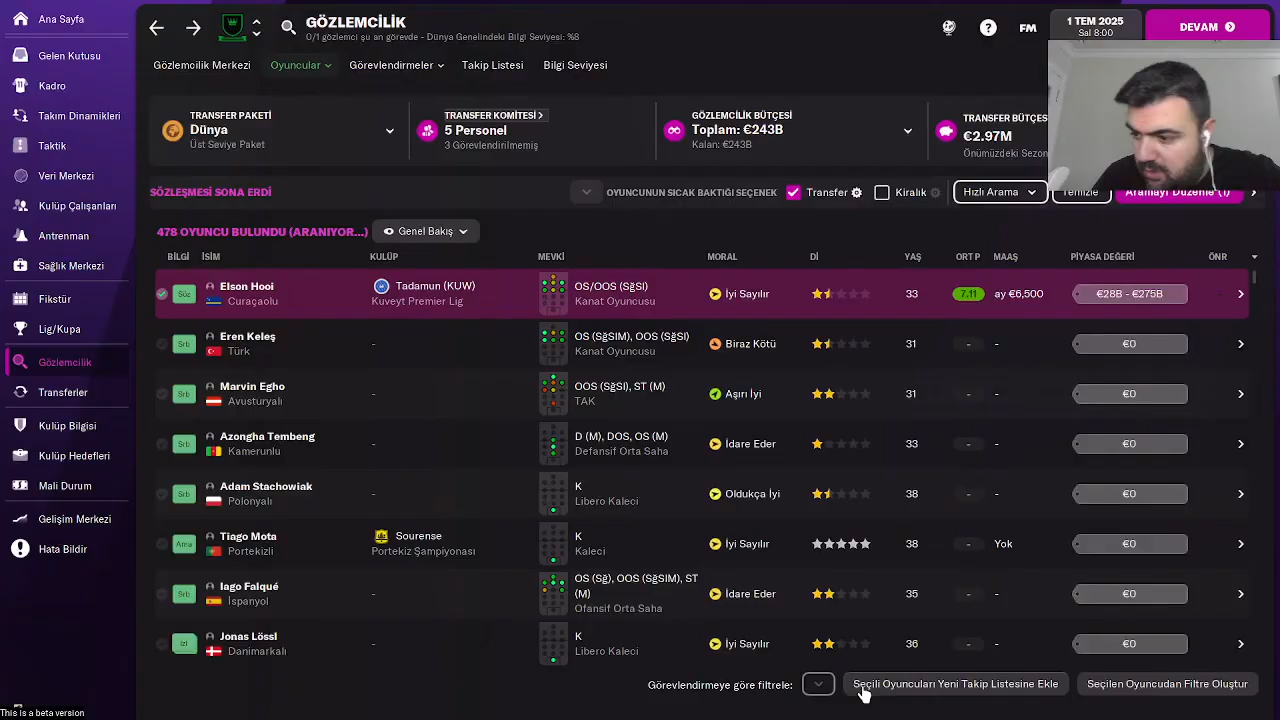 Ana Sayfa
Gelen Kutusu
Kadro
Takım Dinamikleri
Taktik
Veri Merkezi
Kulüp Çalışanları
Antrenman
Sağlık Merkezi
Fikstür
Lig/Kupa
Gözlemcilik
Transferler
Kulüp Bilgisi
Kulüp Hedefleri
Mali Durum
Gelişim Merkezi
Hata Bildir
This is a beta version
GÖZLEMCİLİK
0/1 gözlemci şu an görevde - Dünya Genelindeki Bilgi Seviyesi: %8
FM
1 TEM 2025
Sal 8:00
DEVAM
Gözlemcilik Merkezi Oyuncular Görevlendirmeler Takip Listesi Bilgi Seviyesi
TRANSFER PAKETİ
Dünya
Üst Seviye Paket
TRANSFER KOMİTESİ >
5 Personel
3 Görevlendirilmemiş
GÖZLEMCİLİK BÜTÇESİ
Toplam: €243B
Kalan: €243B
TRANSFER BÜTÇ
€2.97M
Önümüzdeki Sezon
SÖZLEŞMESİ SONA ERDİ
OYUNCUNUN SICAK BAKTIĞI SEÇENEK Transfer Kiralık Hızlı Arama Temizle Aramayı Düzenle (1)
478 OYUNCU BULUNDU (ARANIYOR...) Genel Bakış
BİLGİ İSİM KULÜP MEVKİ MORAL Dİ YAŞ ORT P MAAŞ PİYASA DEĞERİ ÖNR
Söz Elson Hooi Tadamun (KUW) OS/OOS (SğSl) İyi Sayılır 33 7.11 ay €6,500 €28B - €275B
Curaçaolu Kuveyt Premier Lig Kanat Oyuncusu
Srb Eren Keleş - OS (SğSlM), OOS (SğSl) Biraz Kötü 31 - - €0
Türk Kanat Oyuncusu
Srb Marvin Egho - OOS (SğSl), ST (M) Aşırı İyi 31 - - €0
Avusturyalı TAK
Srb Azongha Tembeng - D (M), DOS, OS (M) İdare Eder 33 - - €0
Kamerunlu Defansif Orta Saha
Srb Adam Stachowiak - K Oldukça İyi 38 - - €0
Polonyalı Libero Kaleci
Ama Tiago Mota Sourense K İyi Sayılır 38 - Yok €0
Portekizli Portekiz Şampiyonası Kaleci
Srb Iago Falqué - OS (Sğ), OOS (SğSlM), ST (M) İdare Eder 35 - - €0
İspanyol Ofansif Orta Saha
İzl Jonas Lössl - K İyi Sayılır 36 - - €0
Danimarkalı Libero Kaleci
Görevlendirmeye göre filtrele: Seçili Oyuncuları Yeni Takip Listesine Ekle Seçilen Oyuncudan Filtre Oluştur